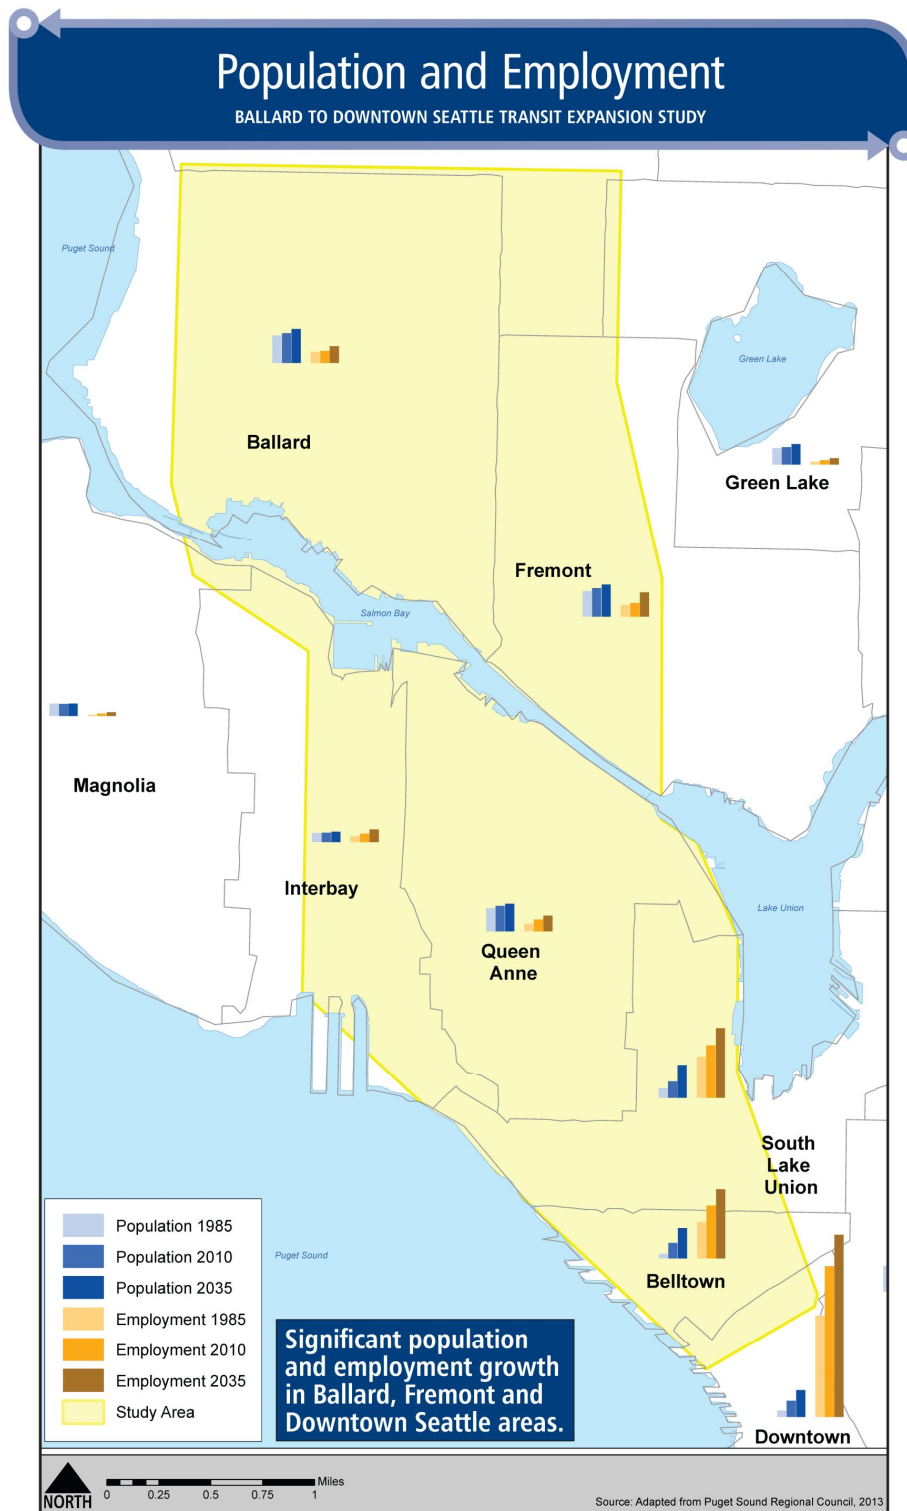 Population and Employment
BALLARD TO DOWNTOWN SEATTLE TRANSIT EXPANSION STUDY
Puget Sound
Green Lake
Ballard
Green Lake
Fremont
Salmon Bay
Magnolia
Interbay
Lake Union
Queen
Anne
South
Lake
Union
Belltown
Downtown
Population 1985
Population 2010
Population 2035
Employment 1985
Employment 2010
Employment 2035
Study Area
Puget Sound
Significant population
and employment growth
in Ballard, Fremont and
Downtown Seattle areas.
NORTH
0 0.25 0.5 0.75 1 Miles
Source: Adapted from Puget Sound Regional Council, 2013